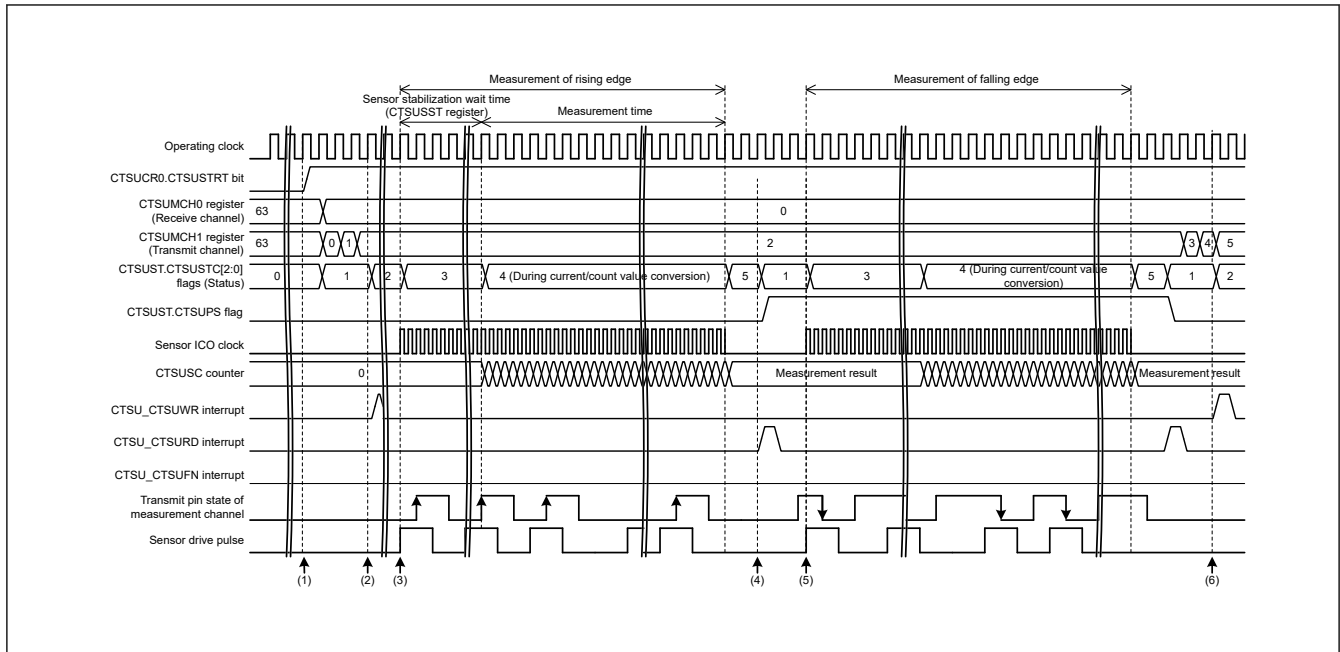 Measurement of rising edge
Measurement of falling edge
Sensor stabilization wait time
(CTSUSST register)
Measurement time
Operating clock
CTSUCR0.CTSUSTRT bit
CTSUMCH0 register
(Receive channel)
63
0
CTSUMCH1 register
(Transmit channel)
63
0
1
2
3
4
5
CTSUST.CTSUSTC[2:0]
flags (Status)
0
1
2
3
4 (During current/count value conversion)
5
1
3
4 (During current/count value
conversion)
5
1
2
CTSUST.CTSUPS flag
Sensor ICO clock
CTSUSC counter
0
Measurement result
Measurement result
CTSU_CTSUWR interrupt
CTSU_CTSURD interrupt
CTSU_CTSUFN interrupt
Transmit pin state of
measurement channel
Sensor drive pulse
(1)
(2)
(3)
(4)
(5)
(6)